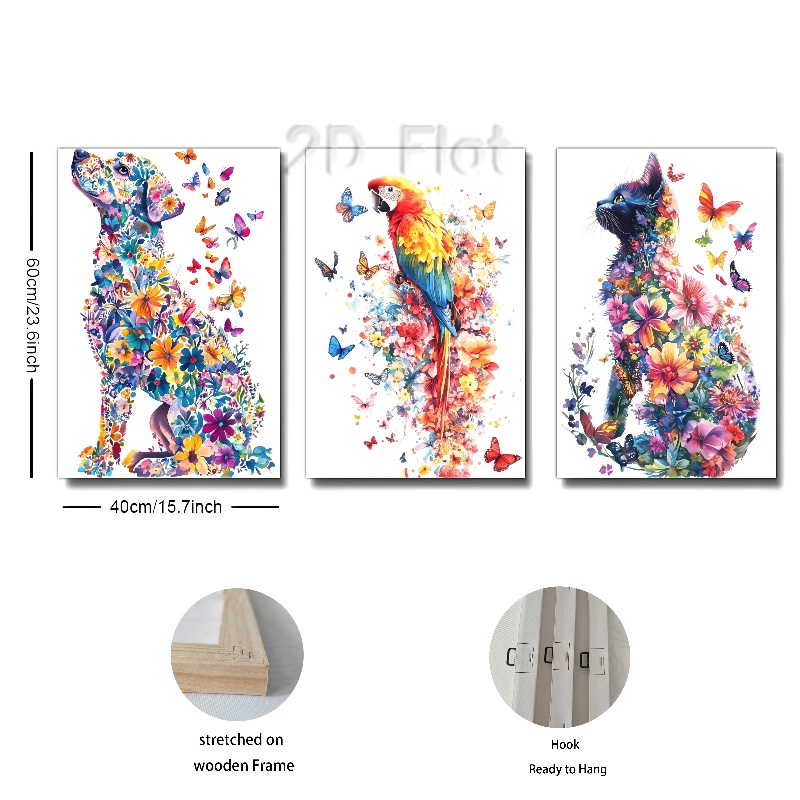 2D Flat
60cm/23.6inch
40cm/15.7inch
stretched on
wooden Frame
Hook
Ready to Hang